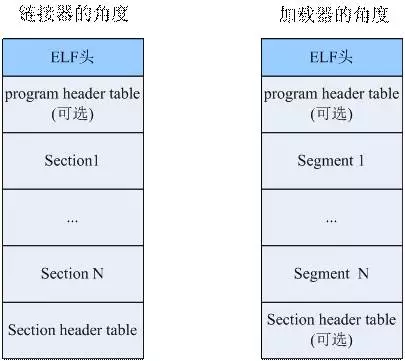 链接器的角度
ELF头
program header table
(可选)
Section1
...
Section N
Section header table
加载器的角度
ELF头
program header table
(可选)
Segment 1
...
Segment N
Section header table
(可选)